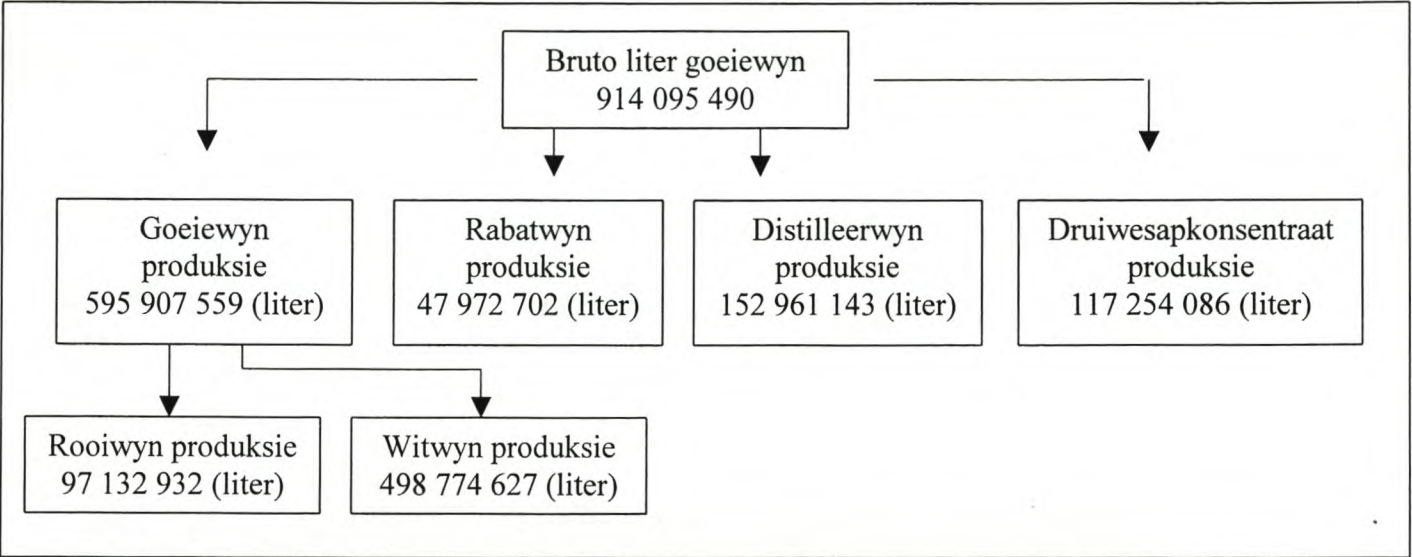 Bruto liter goeiewyn
914 095 490
Goeiewyn
produksie
595 907 559 (liter)
Rabatwyn
produksie
47 972 702 (liter)
Distilleerwyn
produksie
152 961 143 (liter)
Druiwesapkonsentraat
produksie
117 254 086 (liter)
Rooiwyn produksie
97 132 932 (liter)
Witwyn produksie
498 774 627 (liter)